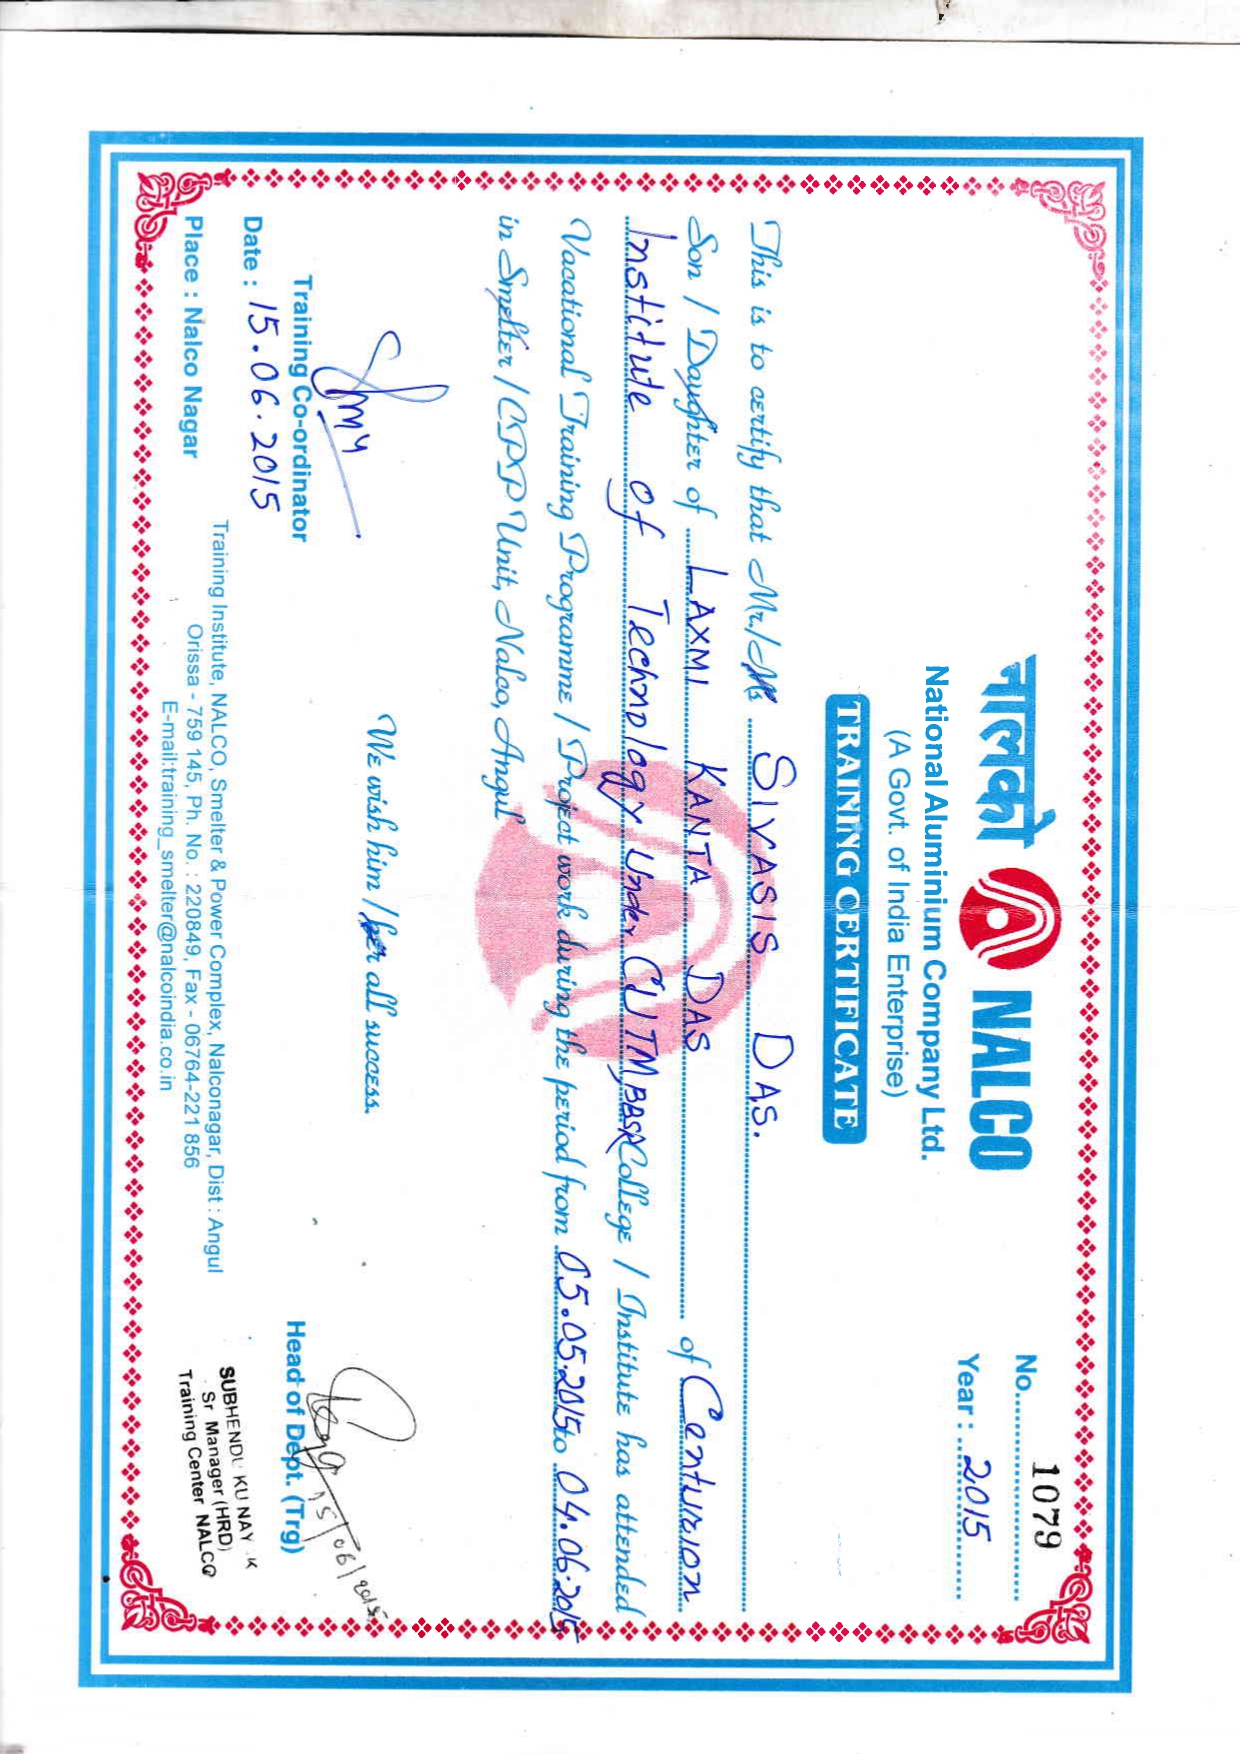 नालको NALCO
No. 1079
National Aluminium Company Ltd.
Year : 2015
(A Govt. of India Enterprise)
TRAINING CERTIFICATE
This is to certify that Mr./Ms SIVASIS DAS.
Son / Daughter of LAXMI KANTA DAS of Centurion
Institute of Technology Under CUTM, BBSR College / Institute has attended
Vacational Training Programme / Project work during the period from 05.05.2015 to 04.06.2015
in Smelter / CPP Unit, Nalco, Angul
We wish him / her all success.
15/06/2015
Training Co-ordinator
Head of Dept. (Trg)
Date : 15.06.2015
Place : Nalco Nagar
SUBHENDU KU NAY K
Sr. Manager (HRD)
Training Center NALCO
Training Institute, NALCO, Smelter & Power Complex, Nalconagar, Dist : Angul
Orissa - 759 145, Ph. No. : 220849, Fax - 06764-221 856
E-mail:training_smelter@nalcoindia.co.in